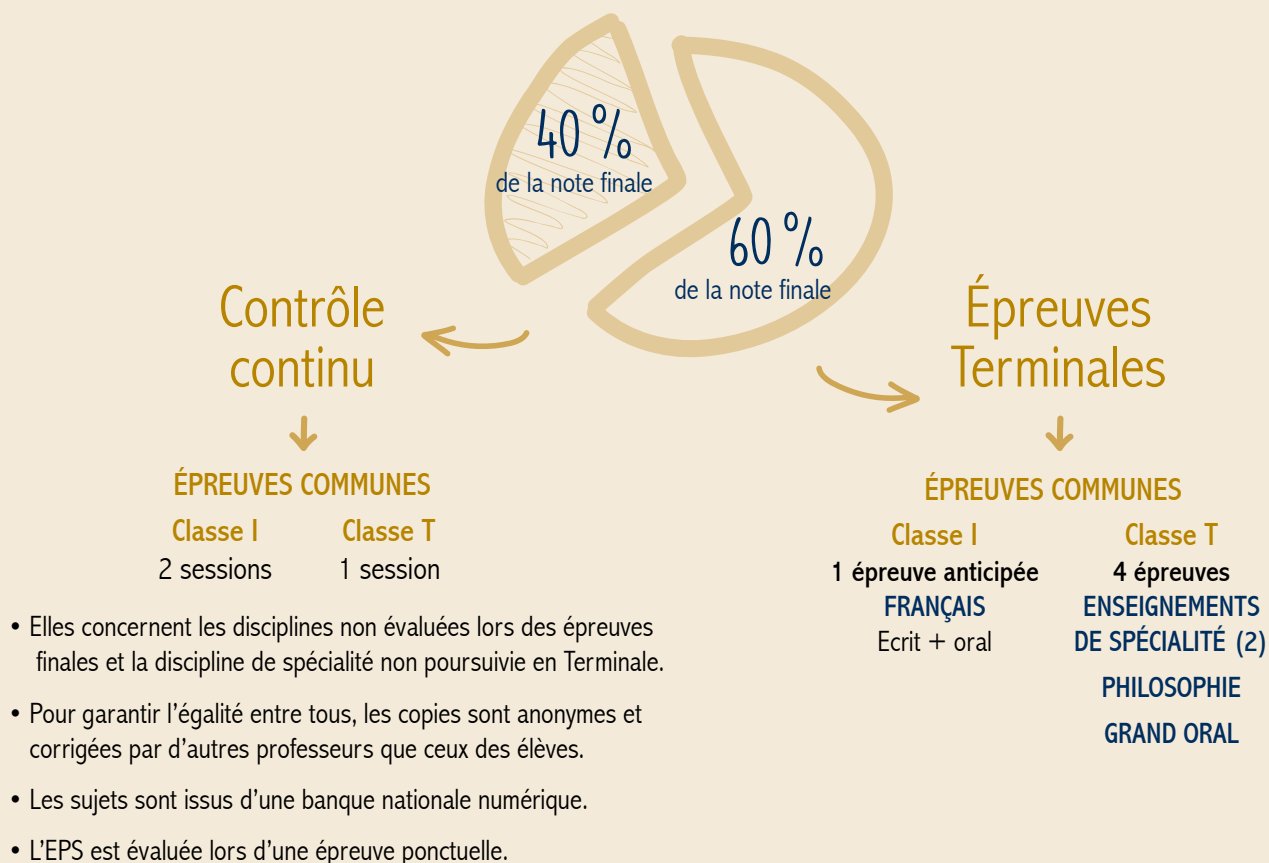 40 %
de la note finale
60 %
de la note finale
Contrôle
continu
ÉPREUVES COMMUNES
Classe I
Classe T
2 sessions
1 session
• Elles concernent les disciplines non évaluées lors des épreuves
finales et la discipline de spécialité non poursuivie en Terminale.
• Pour garantir l’égalité entre tous, les copies sont anonymes et
corrigées par d’autres professeurs que ceux des élèves.
• Les sujets sont issus d’une banque nationale numérique.
• L’EPS est évaluée lors d’une épreuve ponctuelle.
Épreuves
Terminales
ÉPREUVES COMMUNES
Classe I
1 épreuve anticipée
FRANÇAIS
Ecrit + oral
Classe T
4 épreuves
ENSEIGNEMENTS
DE SPÉCIALITÉ (2)
PHILOSOPHIE
GRAND ORAL